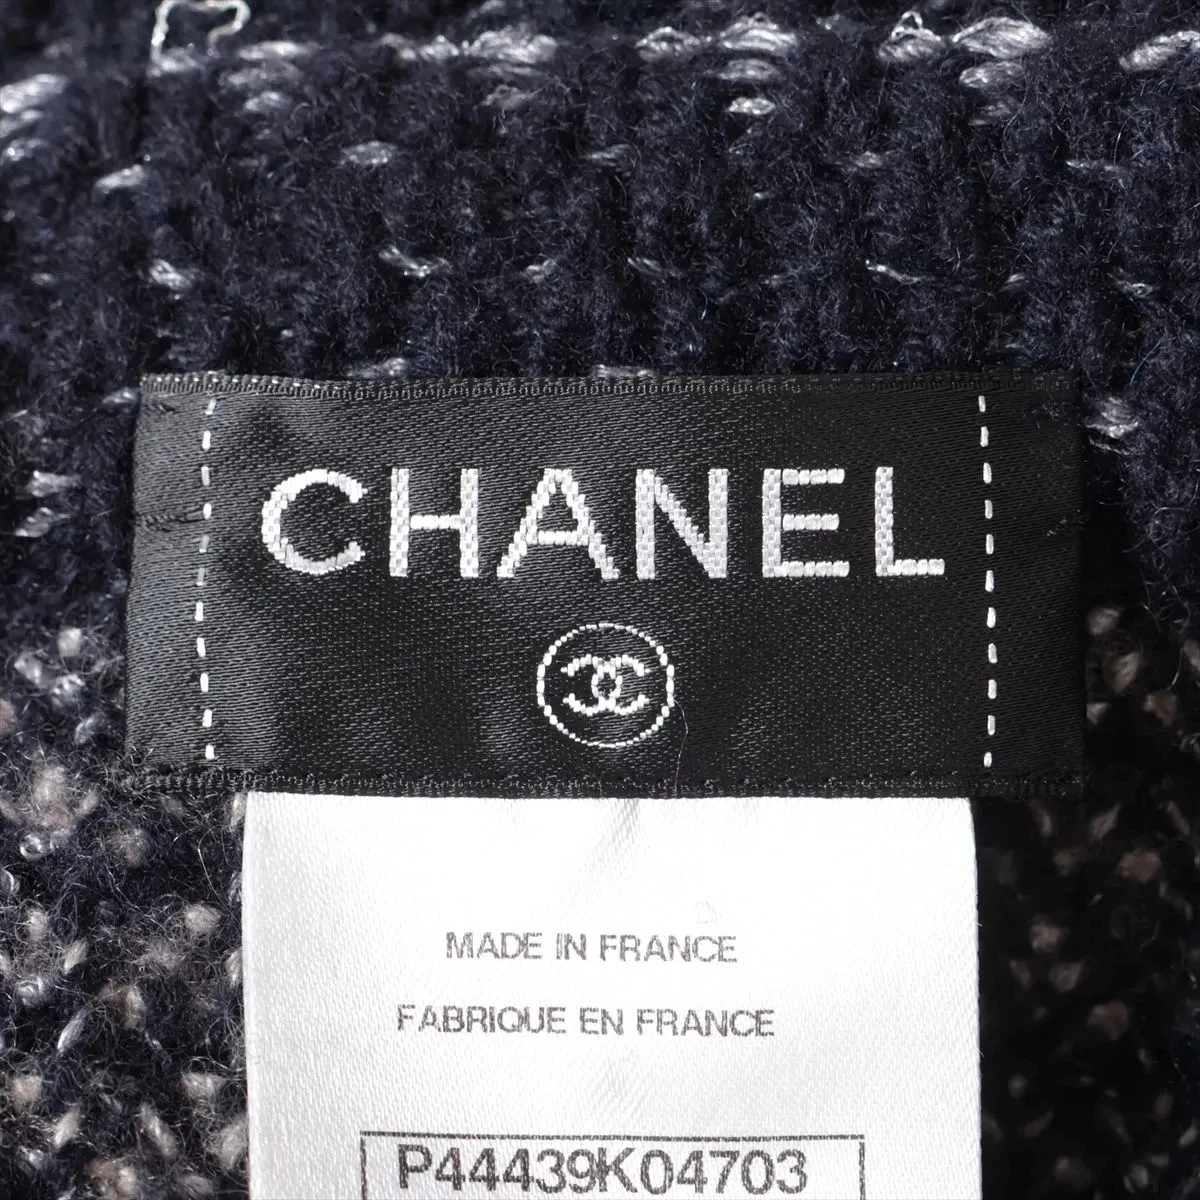 CHANEL
MADE IN FRANCE
FABRIQUE EN FRANCE
P44439K04703